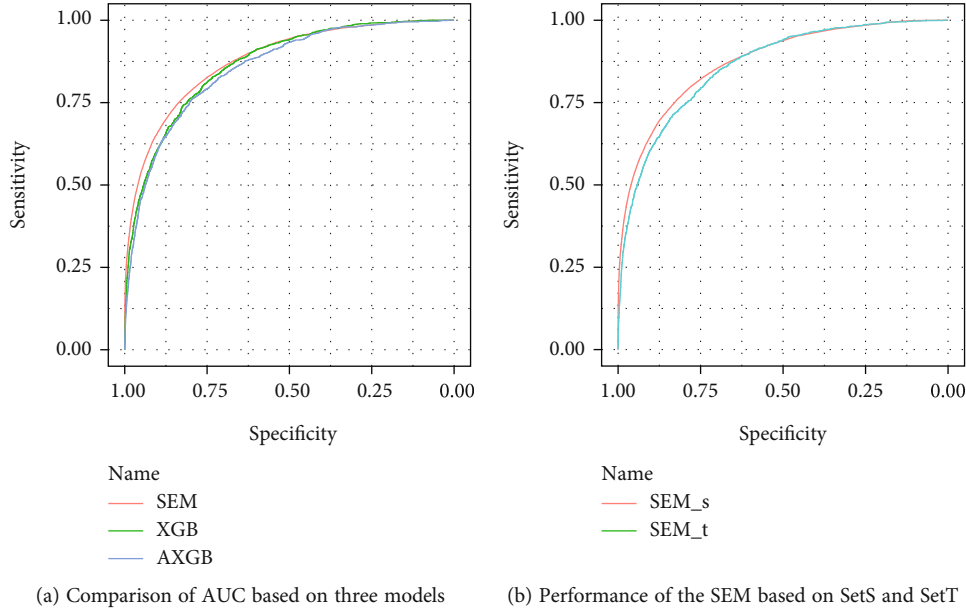 1.00
0.75
0.50
0.25
0.00
Sensitivity
1.00 0.75 0.50 0.25 0.00
Specificity
Name
SEM
XGB
AXGB
(a) Comparison of AUC based on three models
1.00
0.75
0.50
0.25
0.00
Sensitivity
1.00 0.75 0.50 0.25 0.00
Specificity
Name
SEM_s
SEM_t
(b) Performance of the SEM based on SetS and SetT